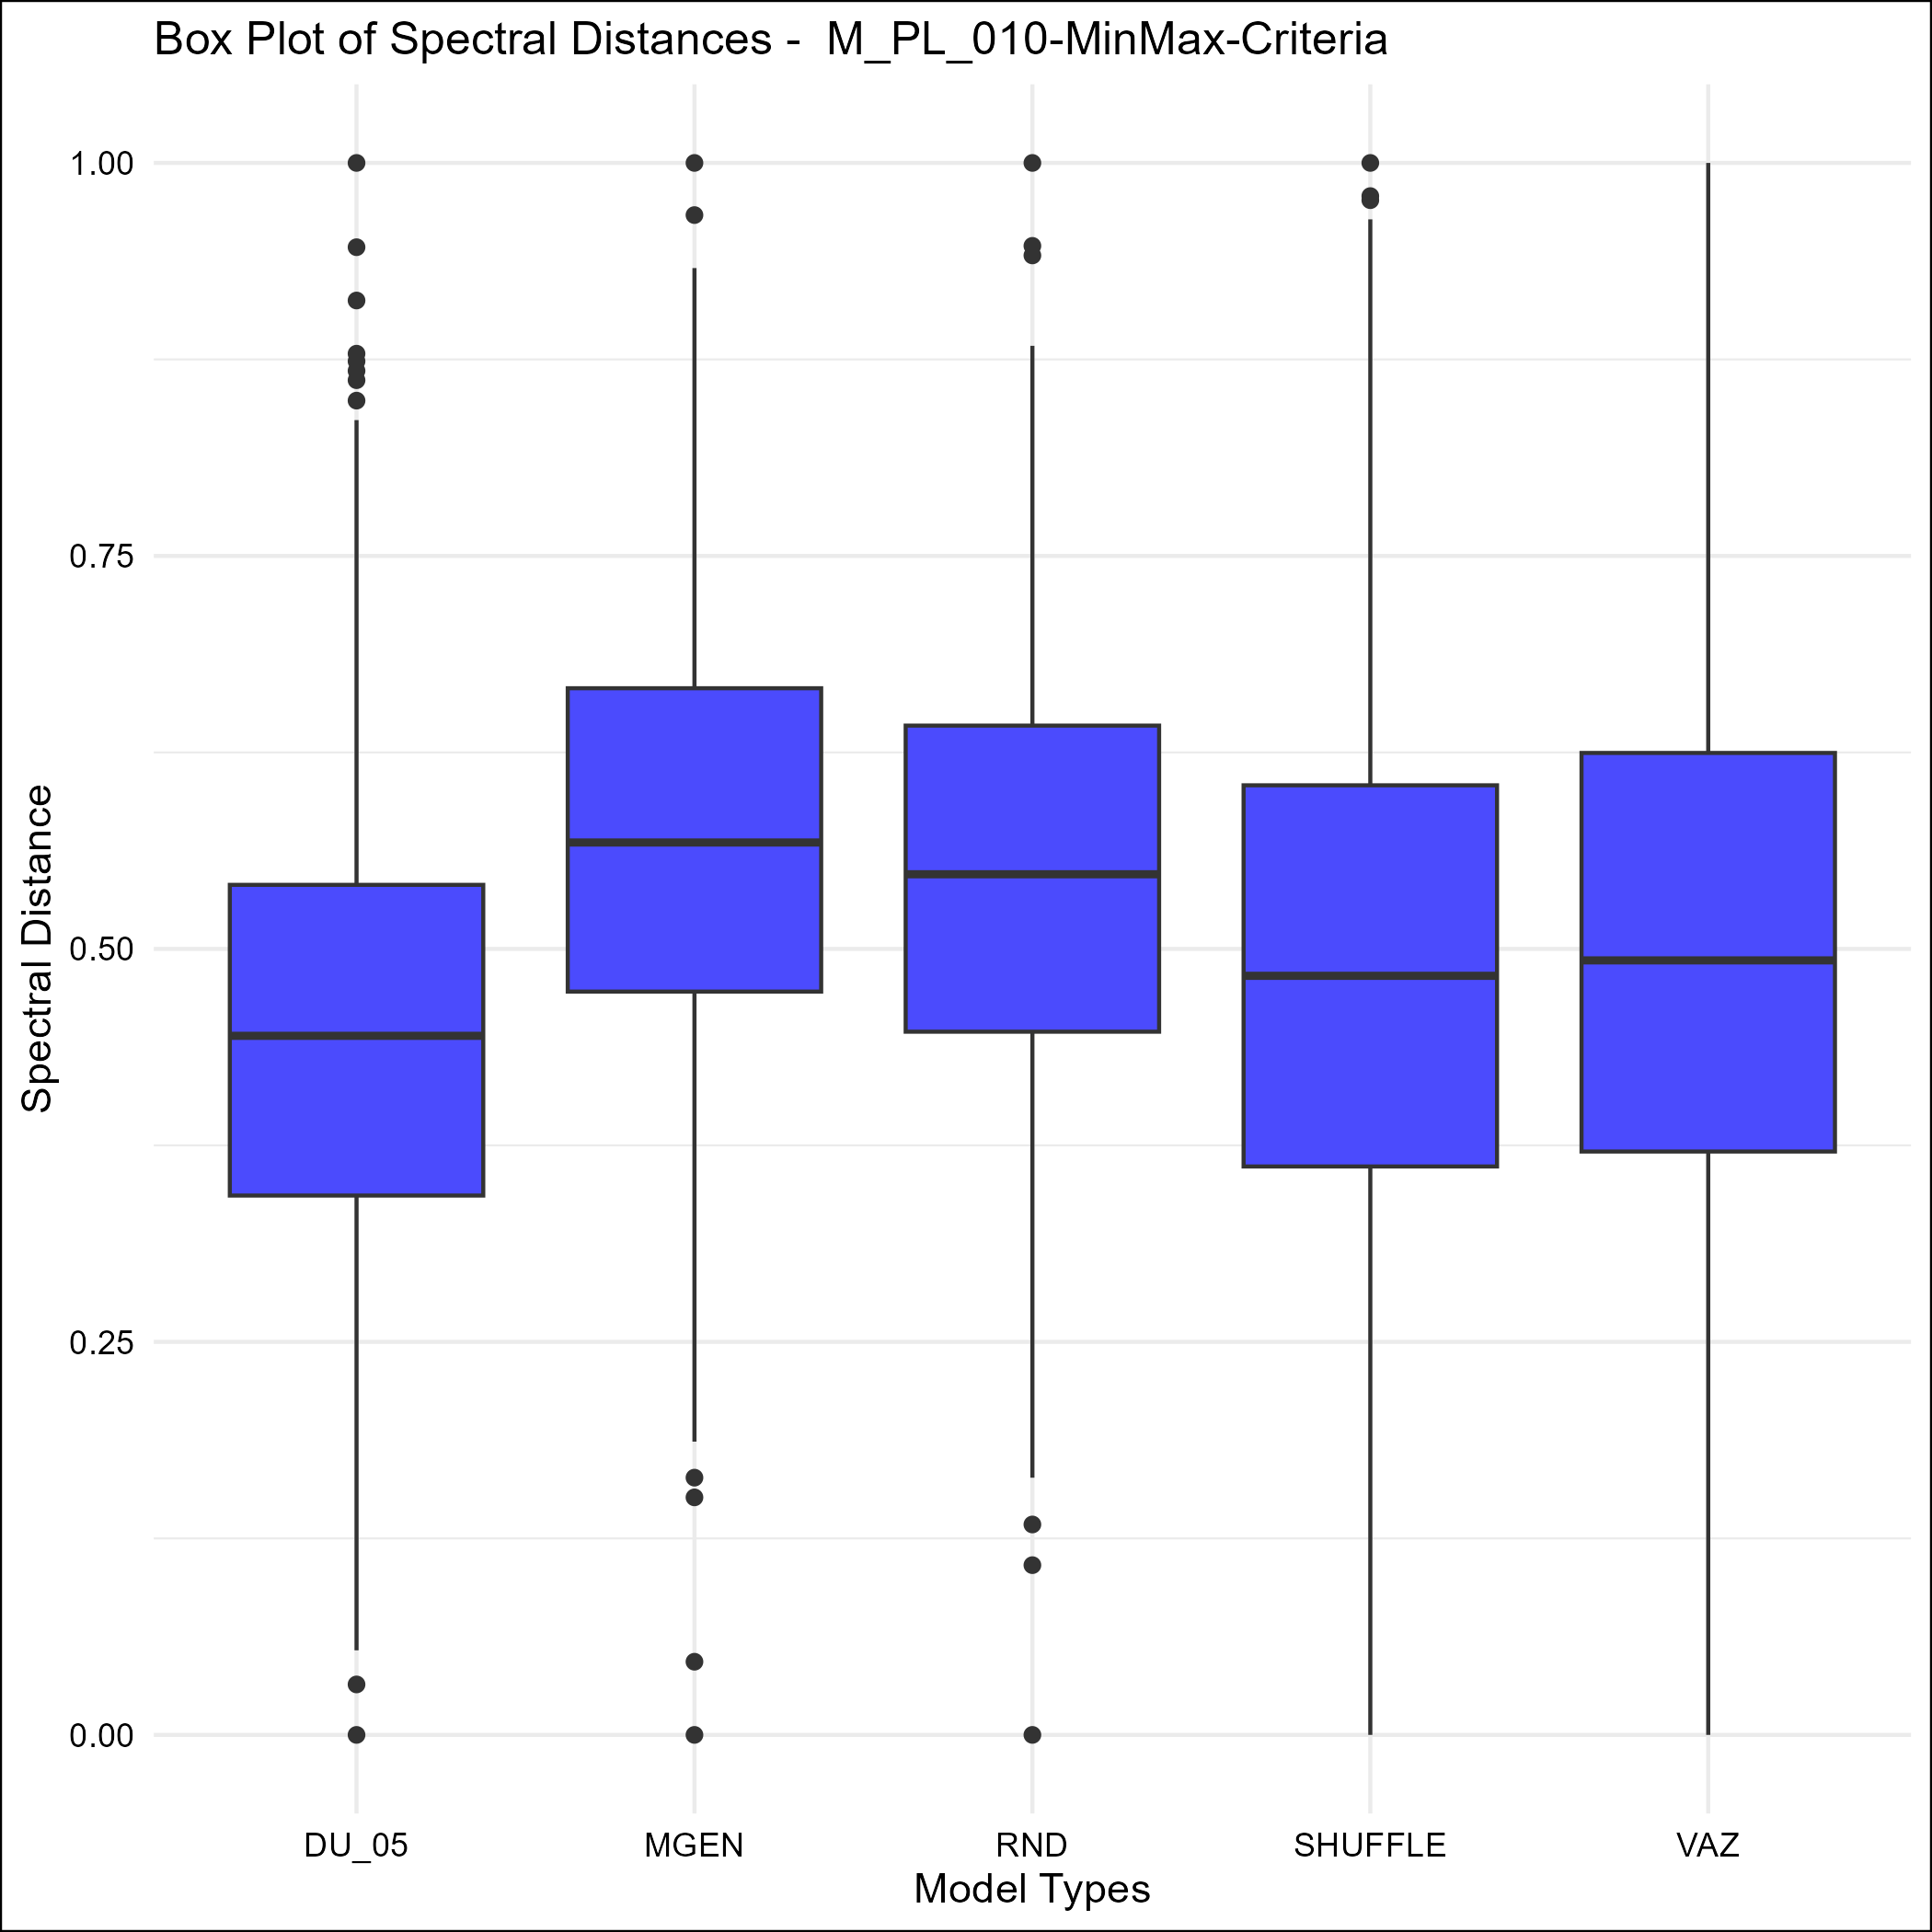 Box Plot of Spectral Distances -  M_PL_010-MinMax-Criteria
1.00
0.75
0.50
0.25
0.00
Spectral Distance
DU_05 MGEN RND SHUFFLE VAZ
Model Types